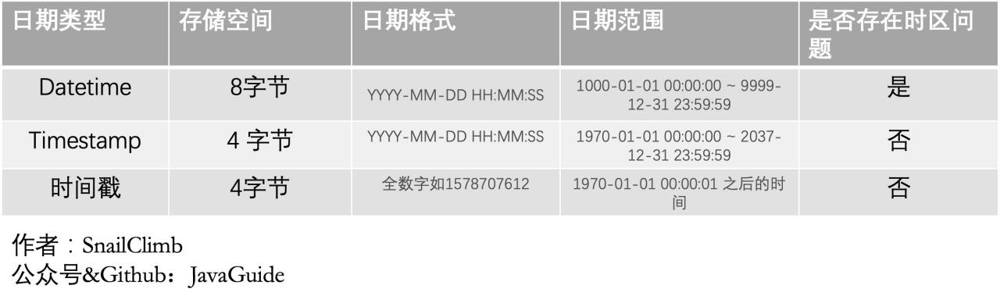 日期类型 存储空间 日期格式 日期范围 是否存在时区问
题
Datetime 8字节 YYYY-MM-DD HH:MM:SS 1000-01-01 00:00:00 ~ 9999-
12-31 23:59:59 是
Timestamp 4 字节 YYYY-MM-DD HH:MM:SS 1970-01-01 00:00:00 ~ 2037-
12-31 23:59:59 否
时间戳 4字节 全数字如1578707612 1970-01-01 00:00:01 之后的时
间 否
作者：SnailClimb
公众号&Github：JavaGuide